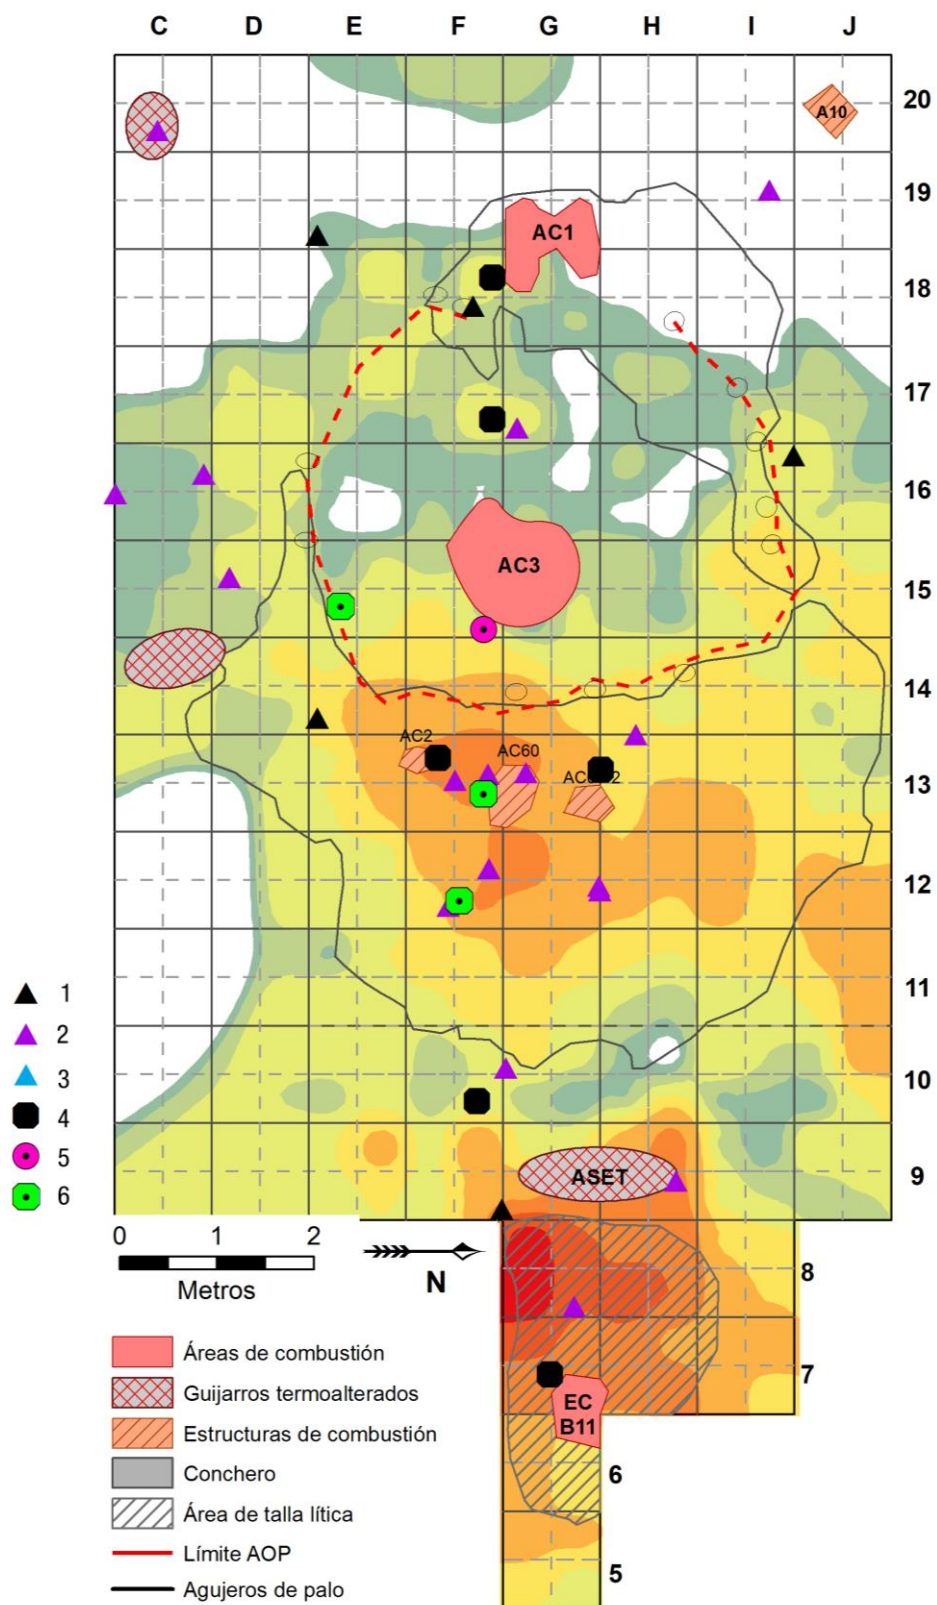 C D E F G H I J
20
A10
19
AC1
18
17
16
AC3
15
14
AC2
AC60
13
12
11
1
2
10
3
4
5
6
9
ASET
0 1 2
Metros
N
8
7
EC
B11
6
5
Áreas de combustión
Guijarros termoalterados
Estructuras de combustión
Conchero
Área de talla lítica
Límite AOP
Agujeros de palo